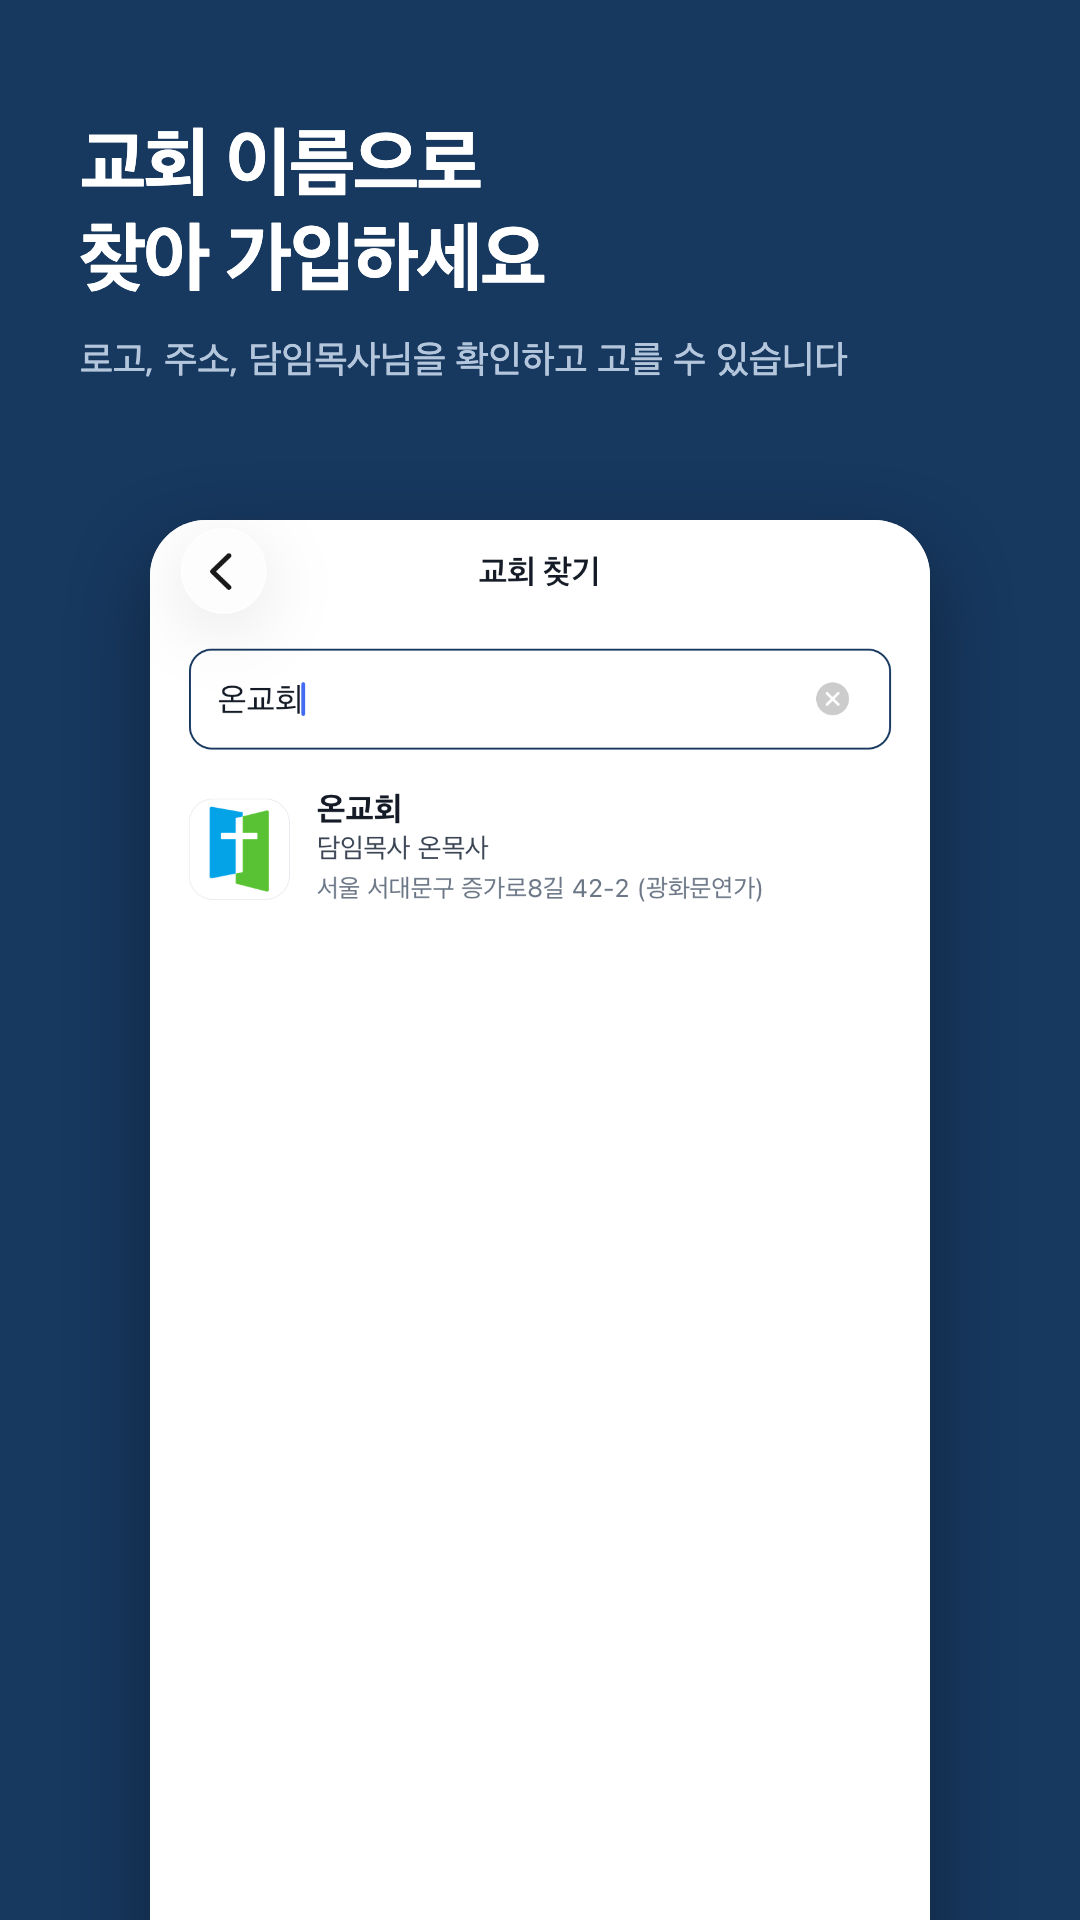 교회 이름으로
찾아 가입하세요
로고, 주소, 담임목사님을 확인하고 고를 수 있습니다
교회 찾기
온교회
온교회
담임목사 온목사
서울 서대문구 증가로8길 42-2 (광화문연가)